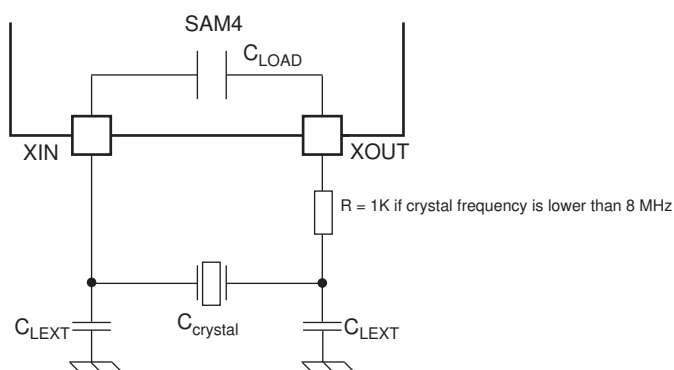 SAM4
CLOAD
XIN
XOUT
R = 1K if crystal frequency is lower than 8 MHz
CLEXT
Ccrystal
CLEXT